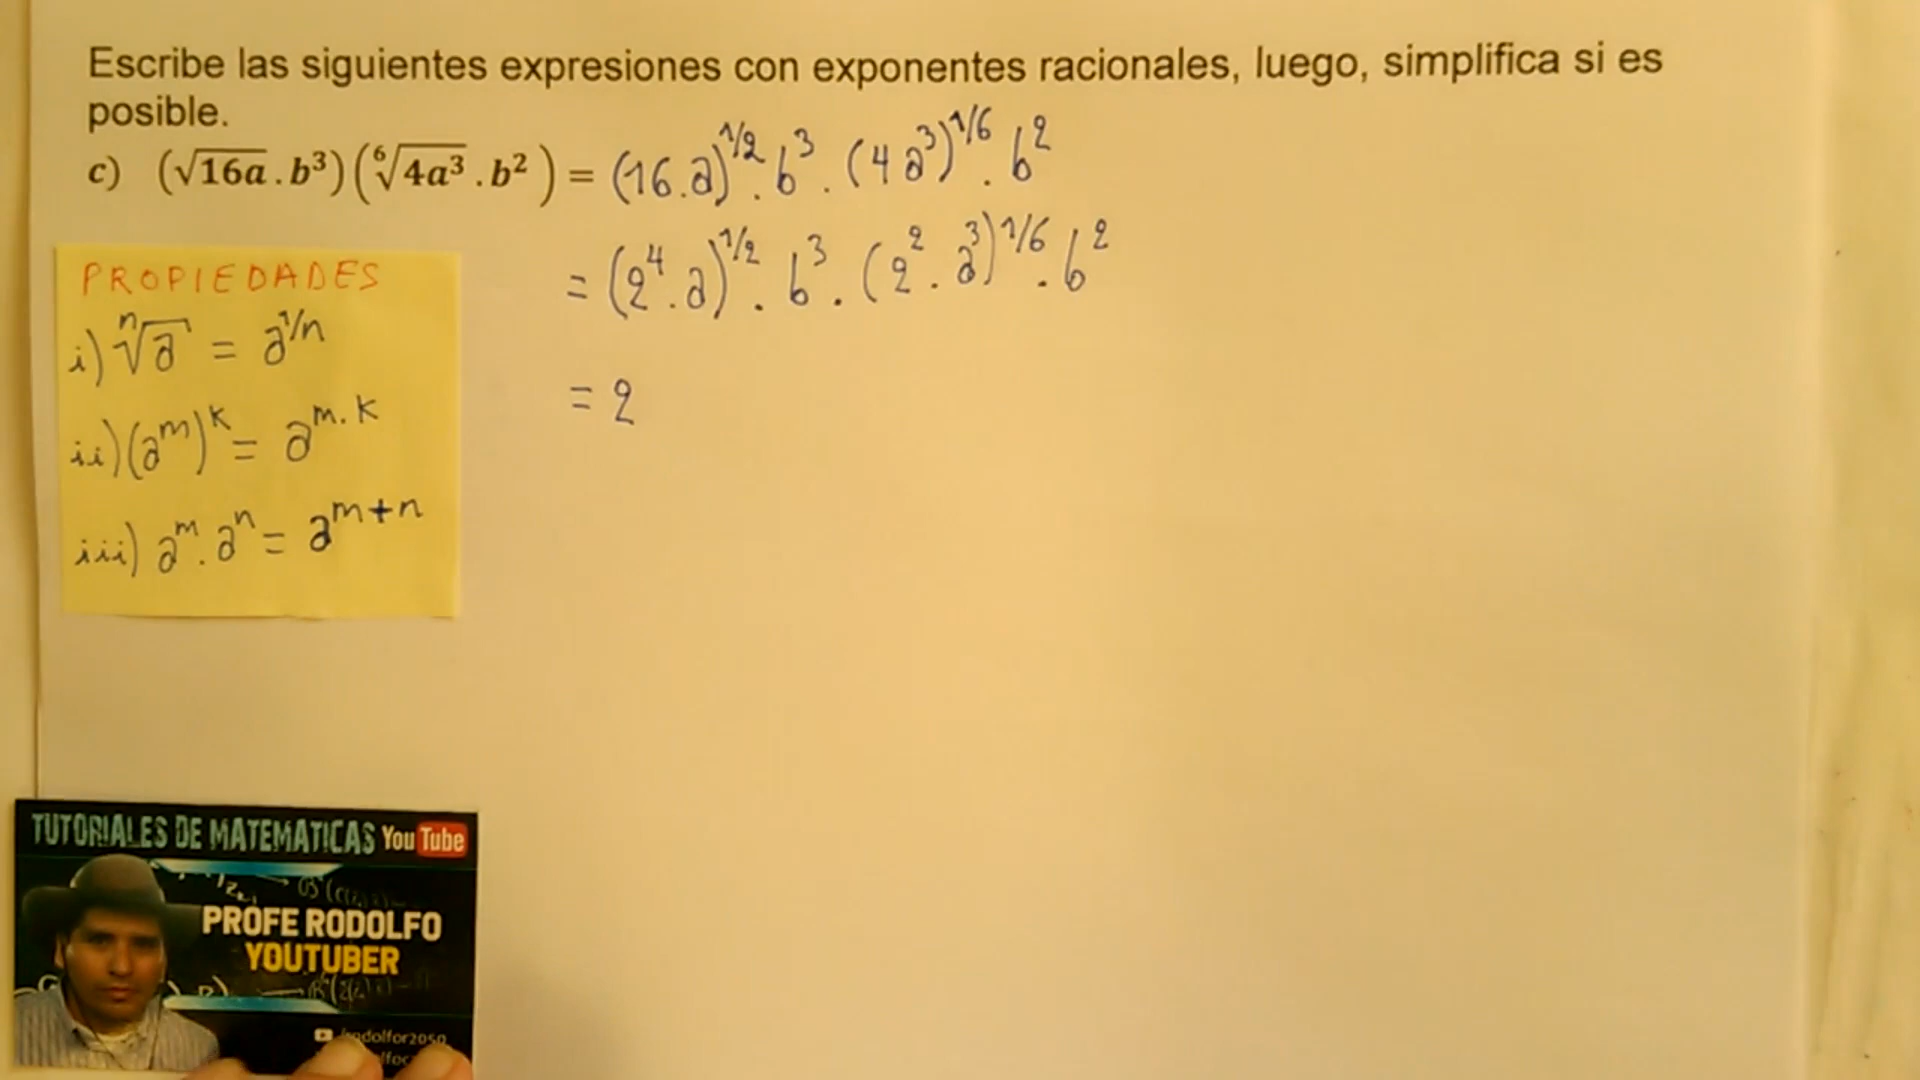 Escribe las siguientes expresiones con exponentes racionales, luego, simplifica si es
posible.
c) (√16a . b³)(⁶√4a³ . b²) = (16.a)^1/2 . b³ . (4a³)^1/6 . b²
= (2⁴ . a)^1/2 . b³ . (2² . a³)^1/6 . b²
= 2
PROPIEDADES
i) ⁿ√a = a^1/n
ii) (a^m)^k = a^m.k
iii) a^m . a^n = a^m+n
TUTORIALES DE MATEMATICAS YouTube
PROFE RODOLFO
YOUTUBER